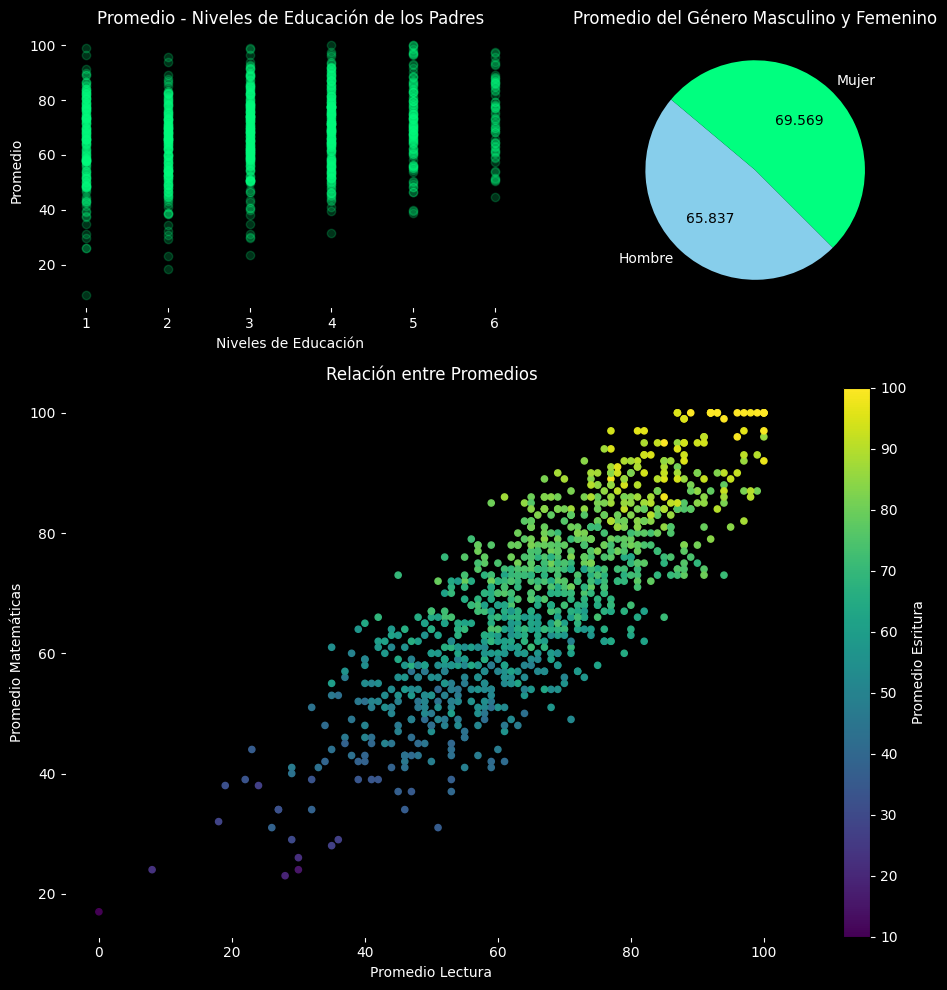 Promedio - Niveles de Educación de los Padres
100
80
60
40
20
Promedio
1 2 3 4 5 6
Niveles de Educación
Promedio del Género Masculino y Femenino
Mujer
69.569
65.837
Hombre
Relación entre Promedios
100
80
60
40
20
Promedio Matemáticas
0 20 40 60 80 100
Promedio Lectura
100
90
80
70
60
50
40
30
20
10
Promedio Esritura